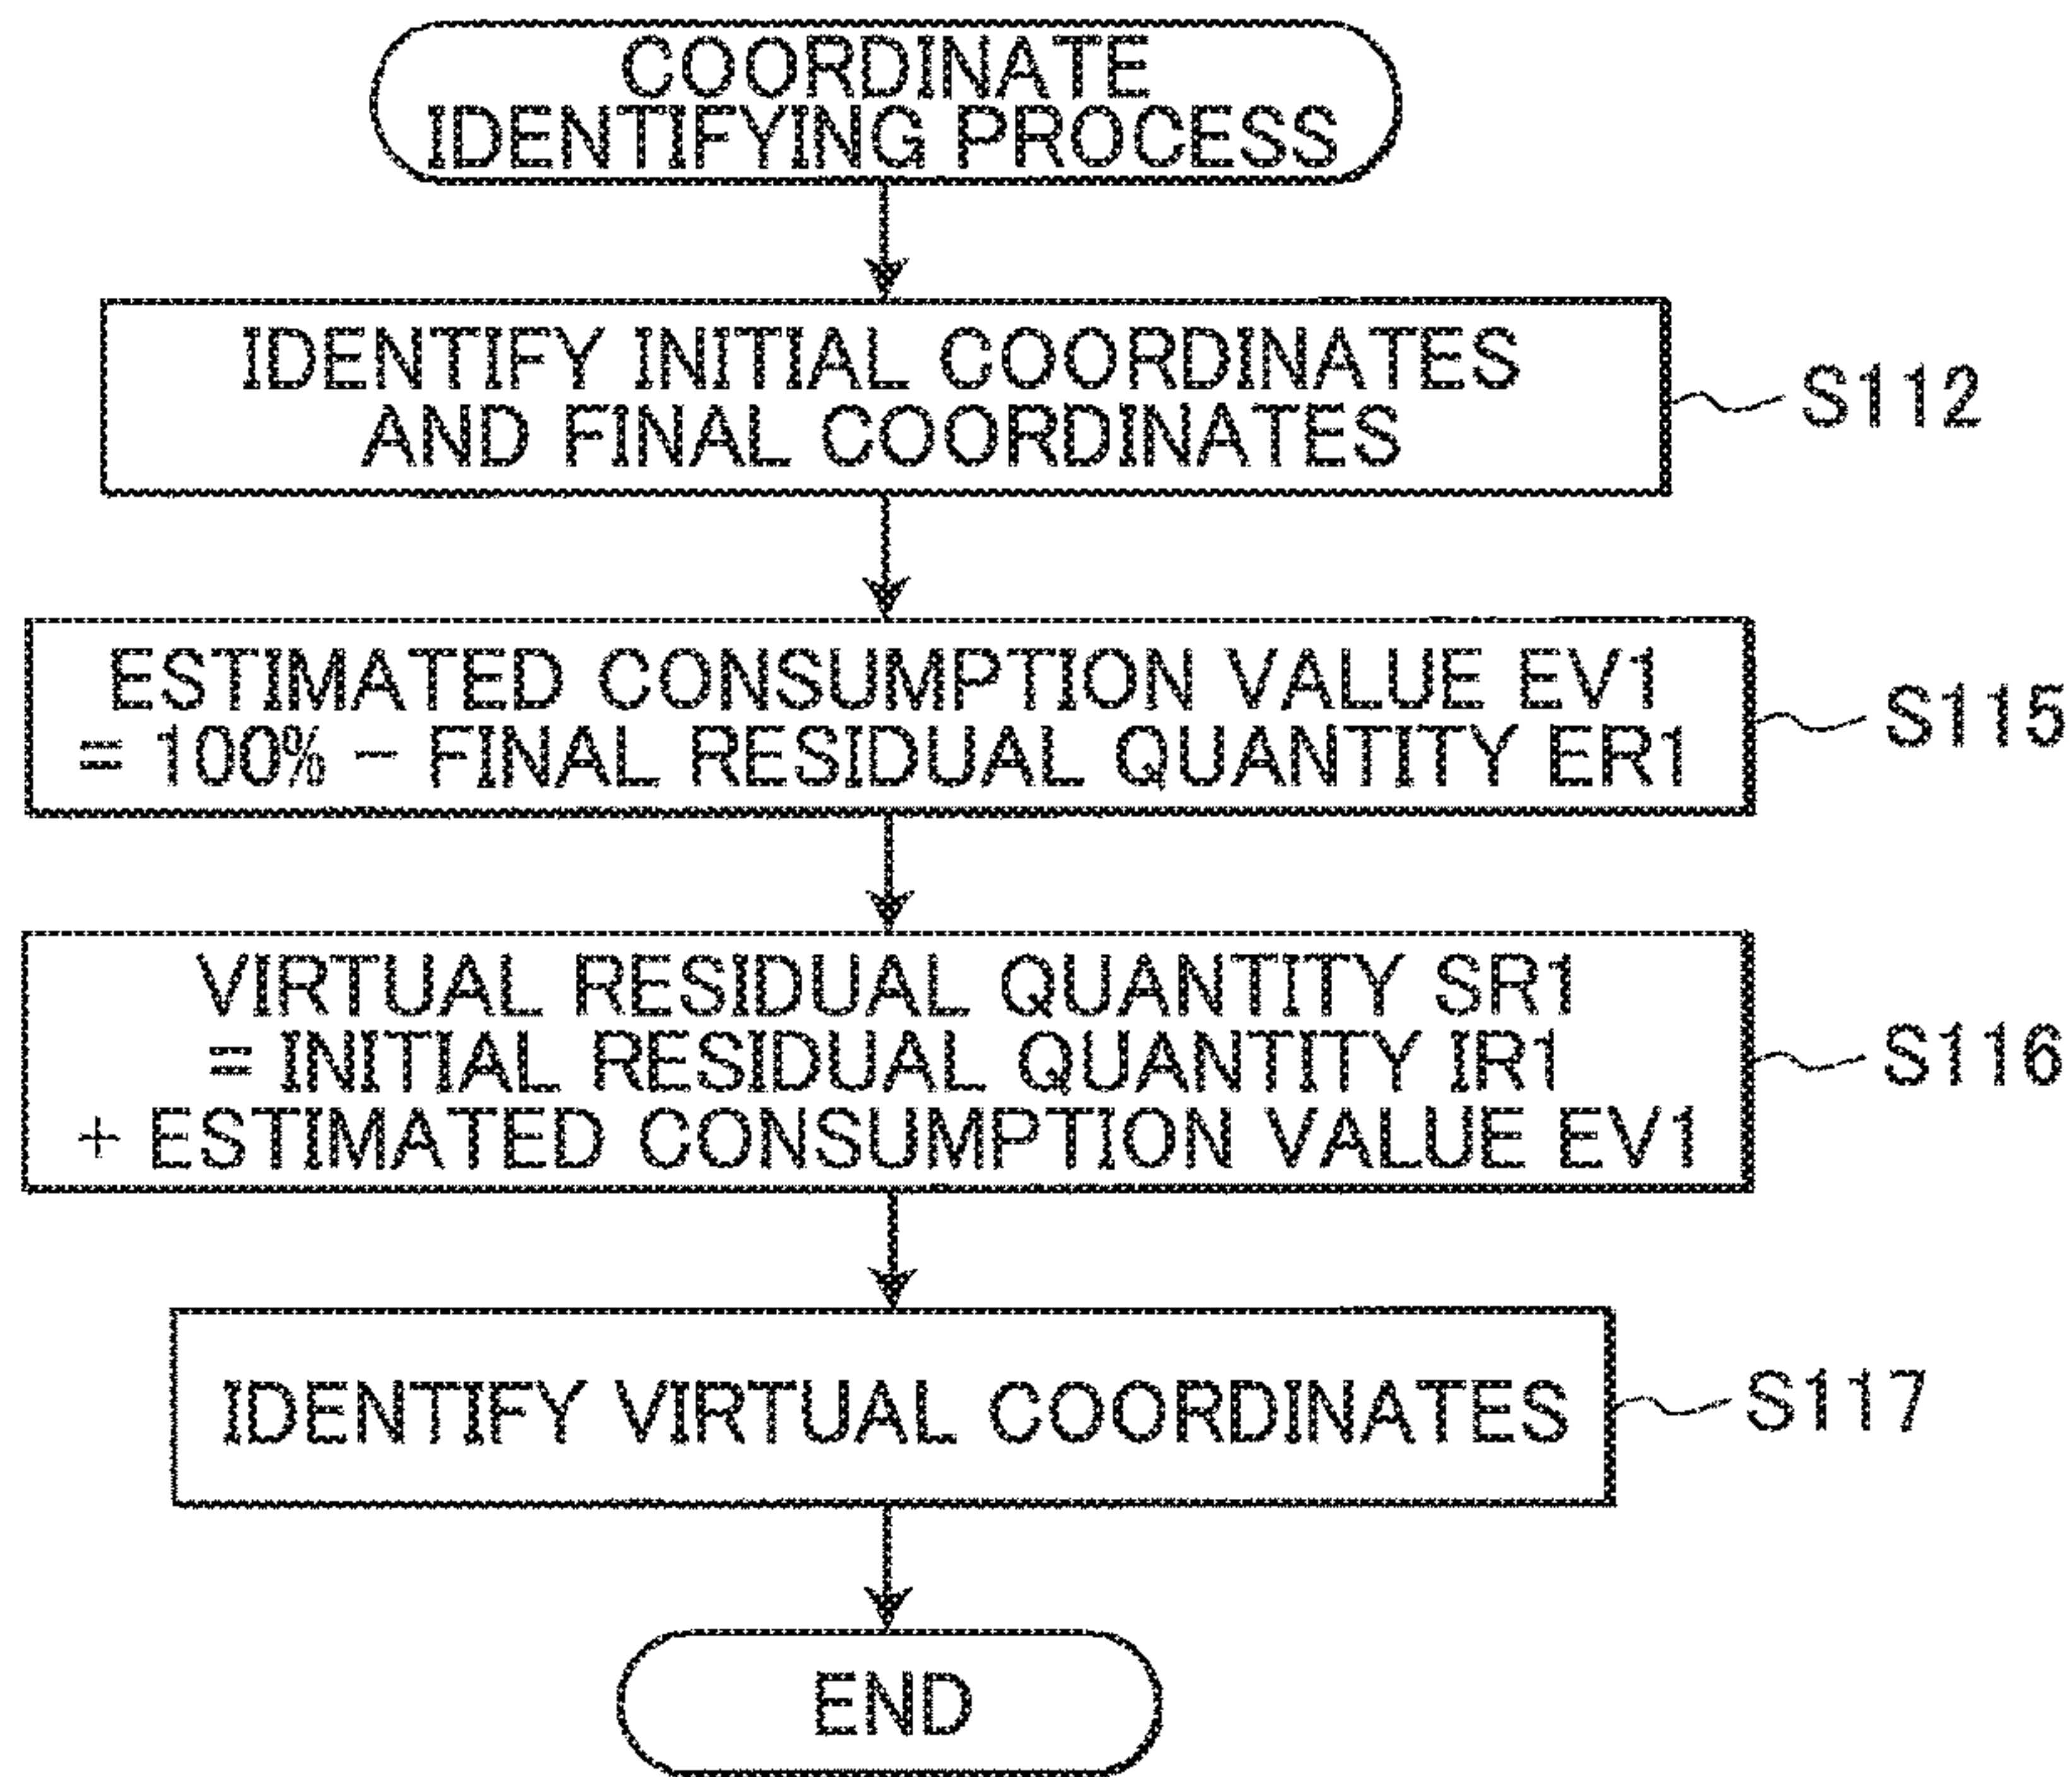 COORDINATE
IDENTIFYING PROCESS
IDENTIFY INITIAL COORDINATES
AND FINAL COORDINATES
S112
ESTIMATED CONSUMPTION VALUE EV1
= 100% − FINAL RESIDUAL QUANTITY ER1
S115
VIRTUAL RESIDUAL QUANTITY SR1
= INITIAL RESIDUAL QUANTITY IR1
+ ESTIMATED CONSUMPTION VALUE EV1
S116
IDENTIFY VIRTUAL COORDINATES
S117
END